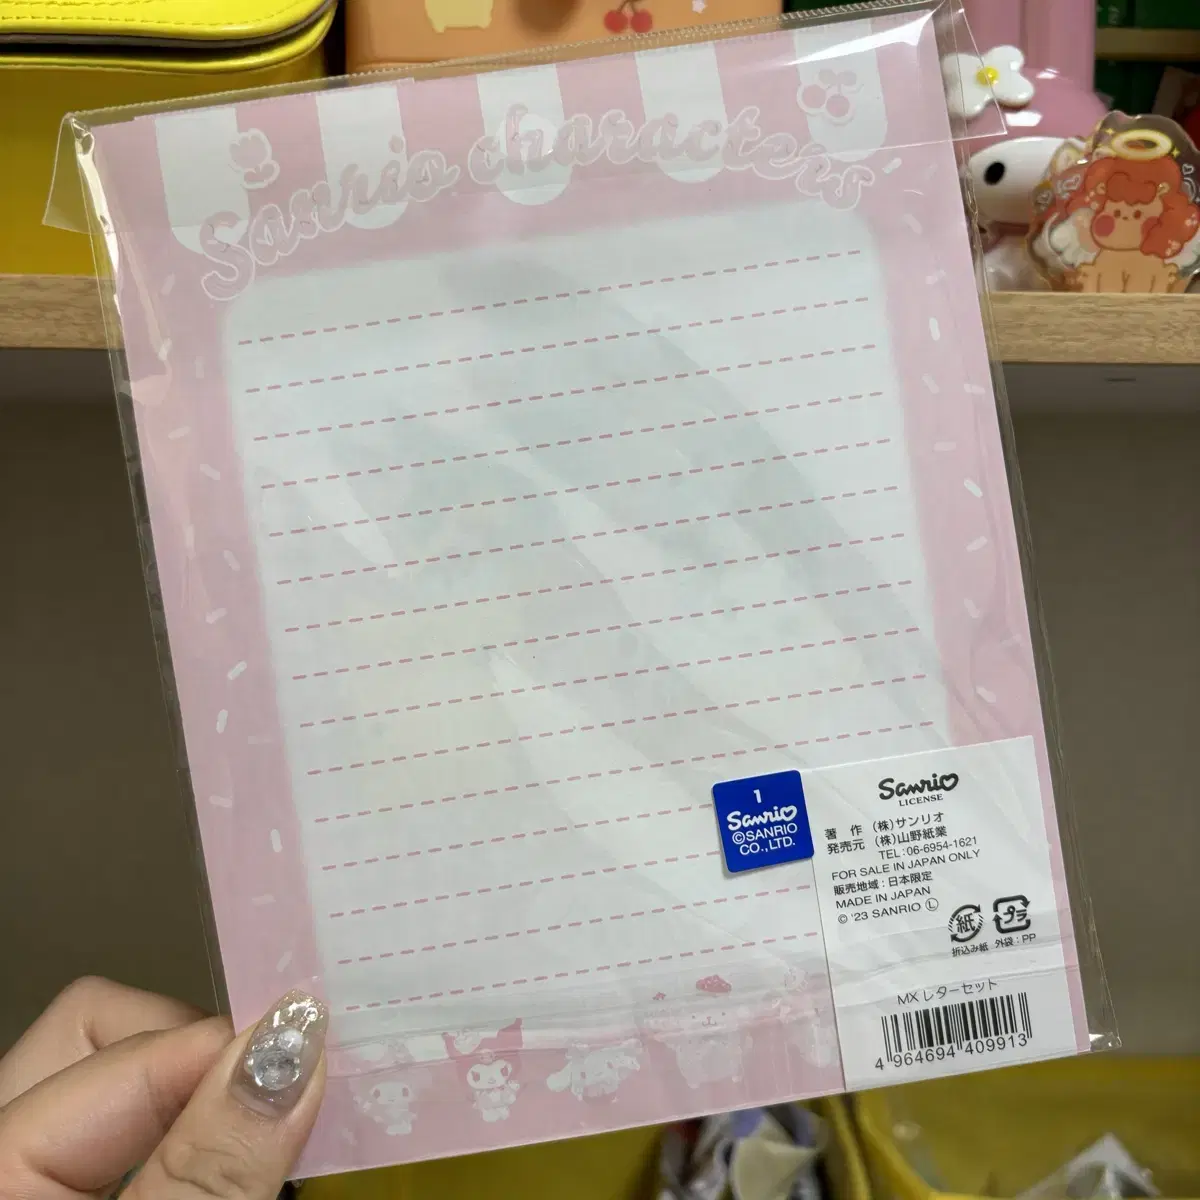 Sanrio characters
1
Sanrio
©SANRIO
CO.,LTD.
Sanrio
LICENSE
著 作 (株)サンリオ
発売元 (株)山野紙業
TEL:06-6954-1621
FOR SALE IN JAPAN ONLY
販売地域:日本限定
MADE IN JAPAN
© '23 SANRIO Ⓛ
紙 プラ
折込み紙 外袋:PP
MXレターセット
4 964694 409913